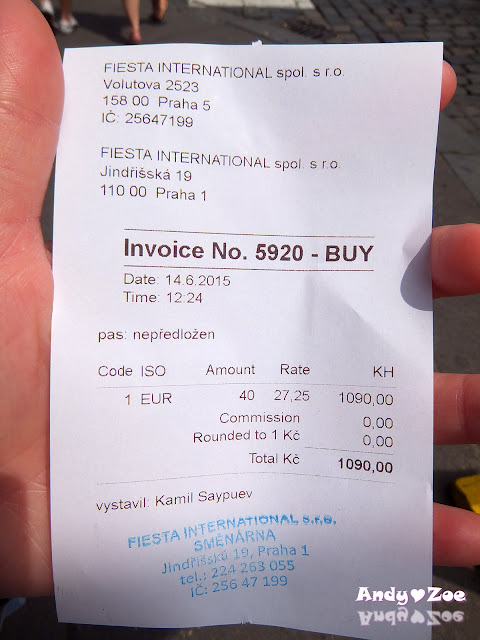 FIESTA INTERNATIONAL spol. s r.o.
Volutova 2523
158 00 Praha 5
IČ: 25647199
FIESTA INTERNATIONAL spol. s r.o.
Jindřišská 19
110 00 Praha 1
Invoice No. 5920 - BUY
Date: 14.6.2015
Time: 12:24
pas: nepředložen
Code ISO Amount Rate KH
1 EUR 40 27,25 1090,00
Commission 0,00
Rounded to 1 Kč 0,00
Total Kč 1090,00
vystavil: Kamil Saypuev
FIESTA INTERNATIONAL s.r.o.
SMĚNÁRNA
Jindřišská 19, Praha 1
tel.: 224 263 055
IČ: 256 47 199
Andy♥Zoe